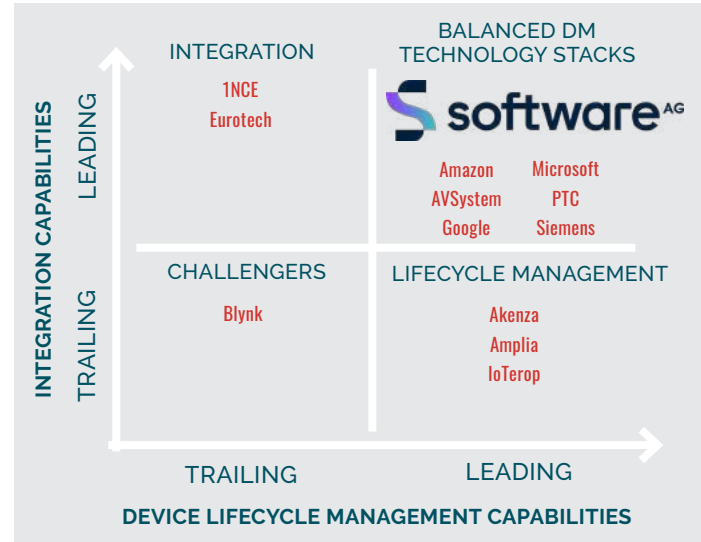 INTEGRATION
1NCE
Eurotech
BALANCED DM
TECHNOLOGY STACKS
software AG
Amazon
AVSystem
Google
Microsoft
PTC
Siemens
CHALLENGERS
Blynk
LIFECYCLE MANAGEMENT
Akenza
Amplia
IoTerop
INTEGRATION CAPABILITIES
LEADING
TRAILING
TRAILING
LEADING
DEVICE LIFECYCLE MANAGEMENT CAPABILITIES